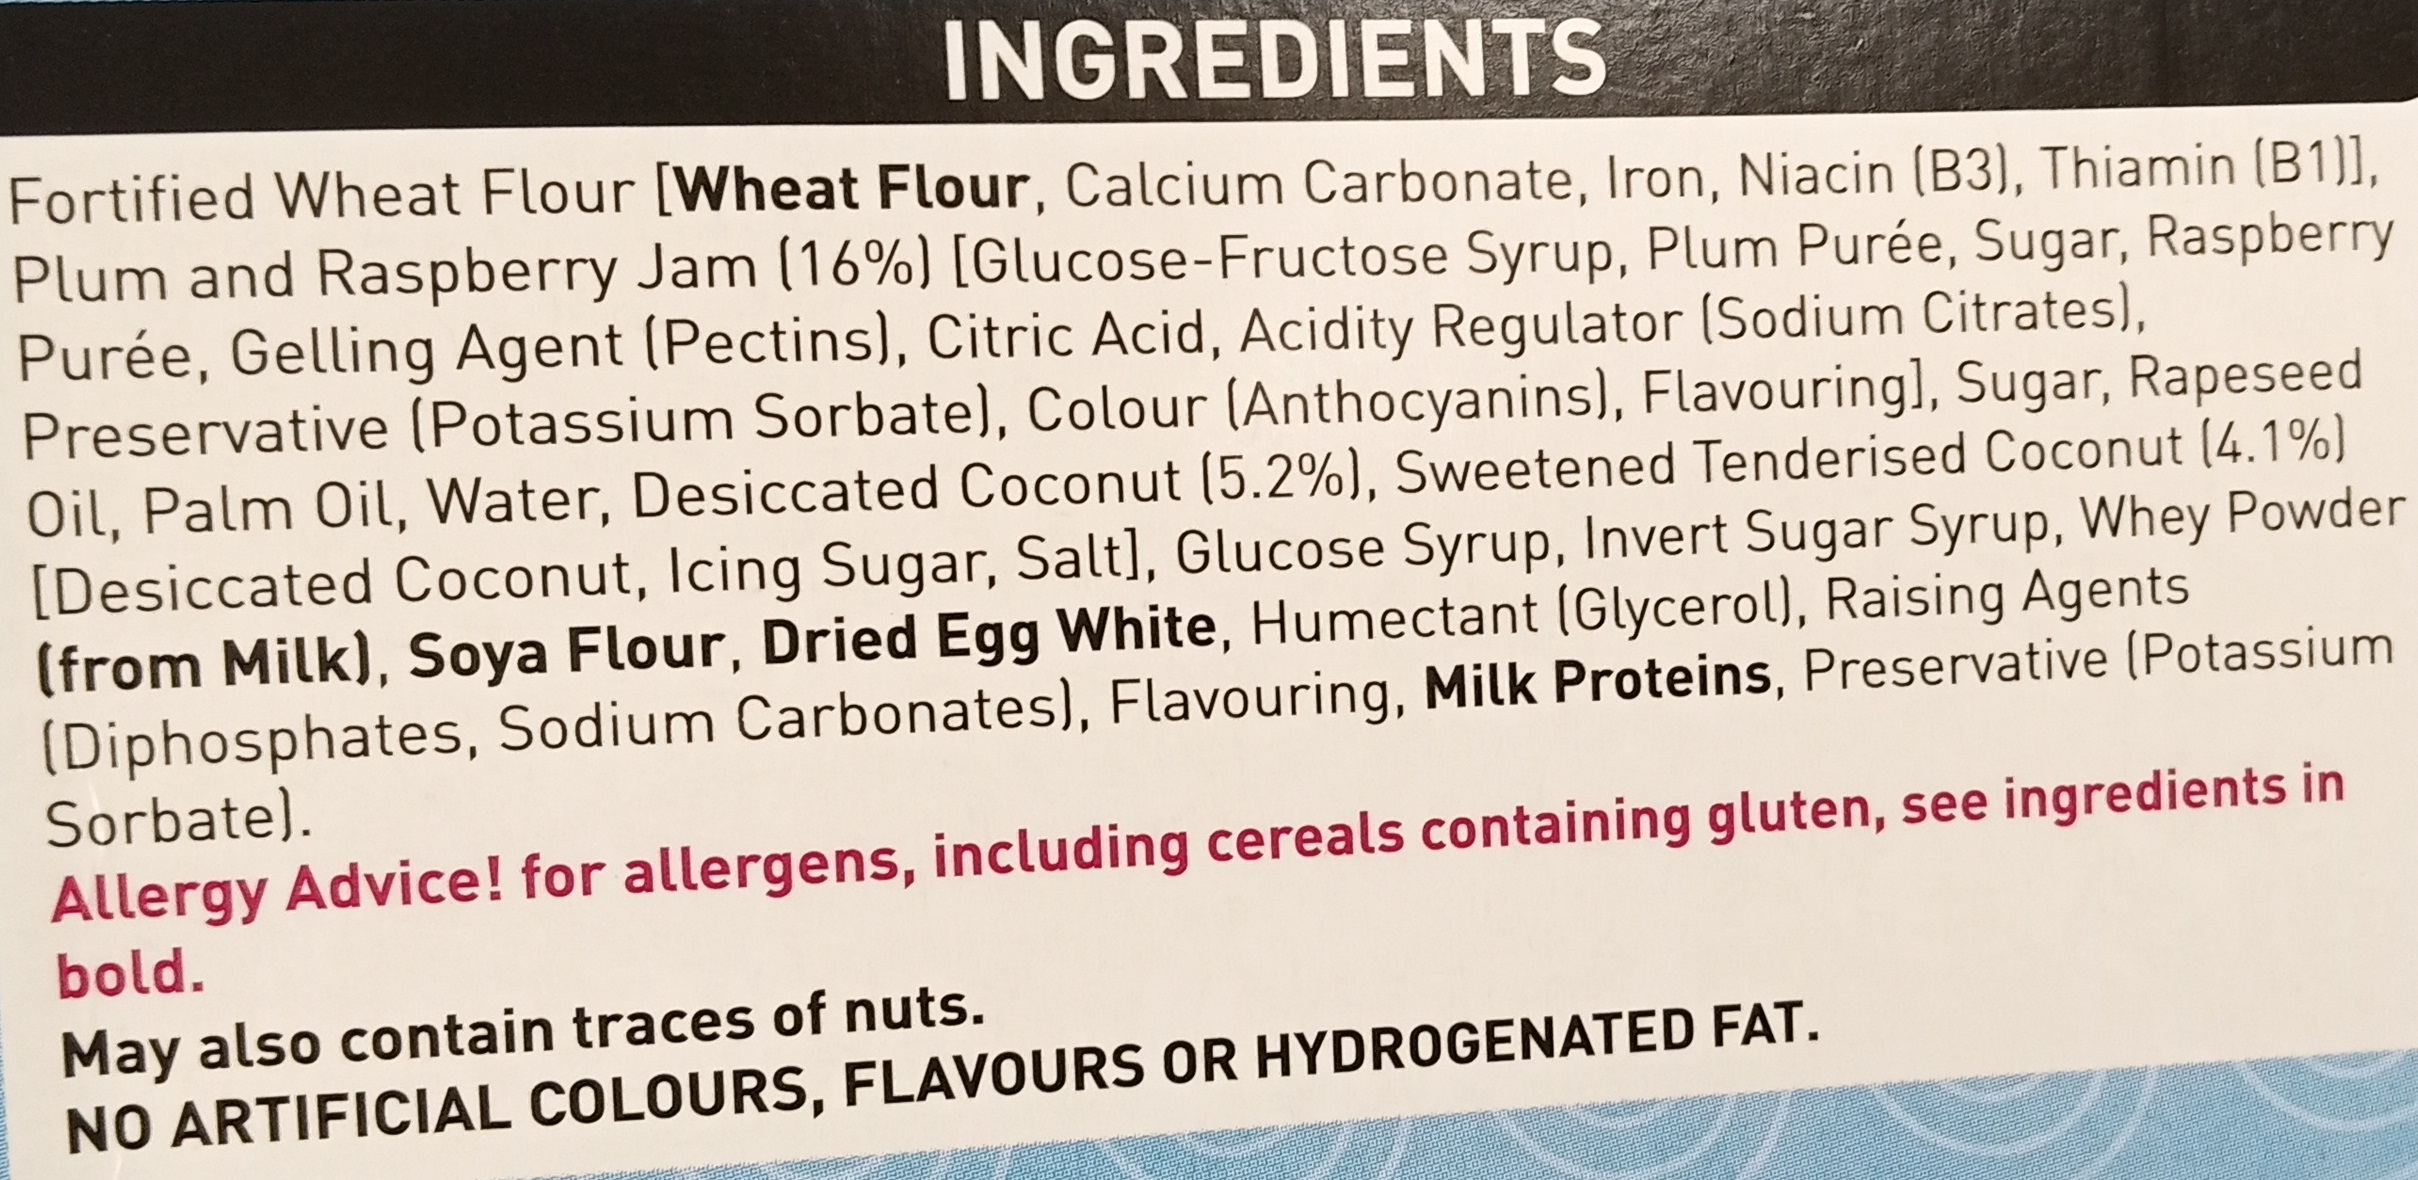 INGREDIENTS
Fortified Wheat Flour [Wheat Flour, Calcium Carbonate, Iron, Niacin (B3), Thiamin (B1)],
Plum and Raspberry Jam (16%) [Glucose-Fructose Syrup, Plum Purée, Sugar, Raspberry
Purée, Gelling Agent (Pectins), Citric Acid, Acidity Regulator (Sodium Citrates),
Preservative (Potassium Sorbate), Colour (Anthocyanins), Flavouring], Sugar, Rapeseed
Oil, Palm Oil, Water, Desiccated Coconut (5.2%), Sweetened Tenderised Coconut (4.1%)
[Desiccated Coconut, Icing Sugar, Salt], Glucose Syrup, Invert Sugar Syrup, Whey Powder
(from Milk), Soya Flour, Dried Egg White, Humectant (Glycerol), Raising Agents
(Diphosphates, Sodium Carbonates), Flavouring, Milk Proteins, Preservative (Potassium
Sorbate).
Allergy Advice! for allergens, including cereals containing gluten, see ingredients in
bold.
May also contain traces of nuts.
NO ARTIFICIAL COLOURS, FLAVOURS OR HYDROGENATED FAT.